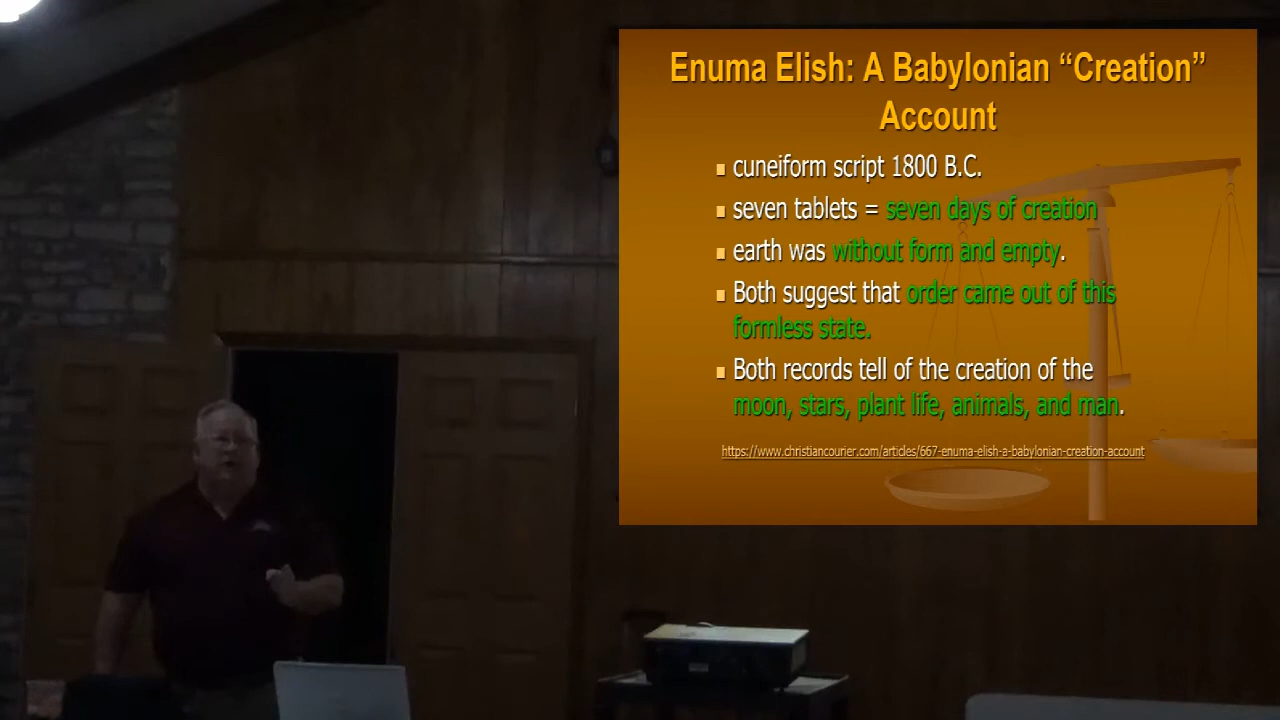 Enuma Elish: A Babylonian “Creation”
Account
cuneiform script 1800 B.C.
seven tablets = seven days of creation
earth was without form and empty.
Both suggest that order came out of this
formless state.
Both records tell of the creation of the
moon, stars, plant life, animals, and man.
https://www.christiancourier.com/articles/667-enuma-elish-a-babylonian-creation-account